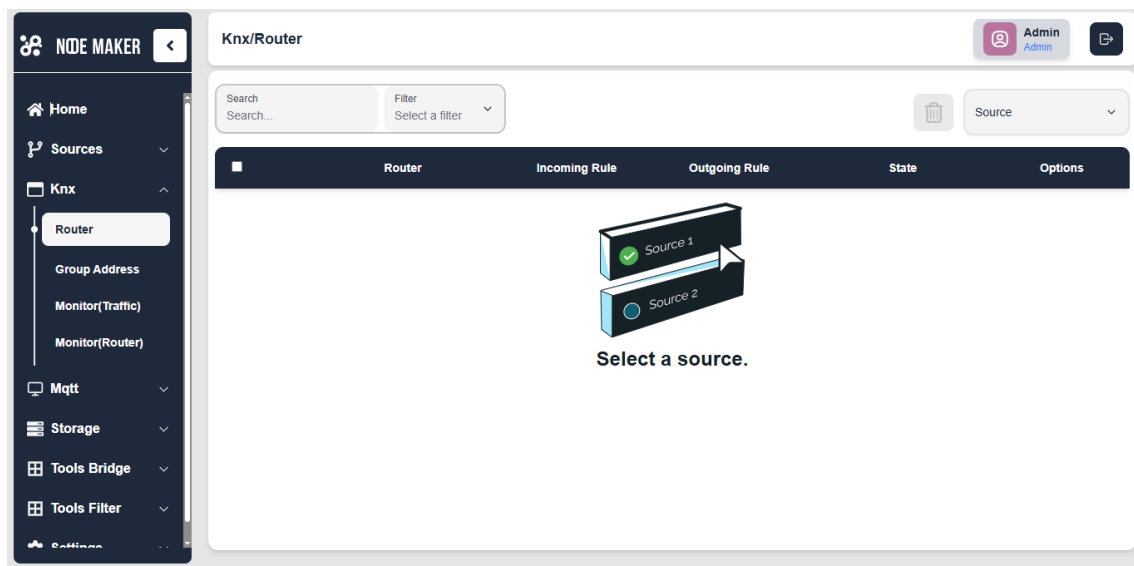 NODE MAKER
Home
Sources
Knx
Router
Group Address
Monitor(Traffic)
Monitor(Router)
Mqtt
Storage
Tools Bridge
Tools Filter
Settings
Knx/Router
Admin
Admin
Search
Search...
Filter
Select a filter
Source
Router Incoming Rule Outgoing Rule State Options
Source 1
Source 2
Select a source.